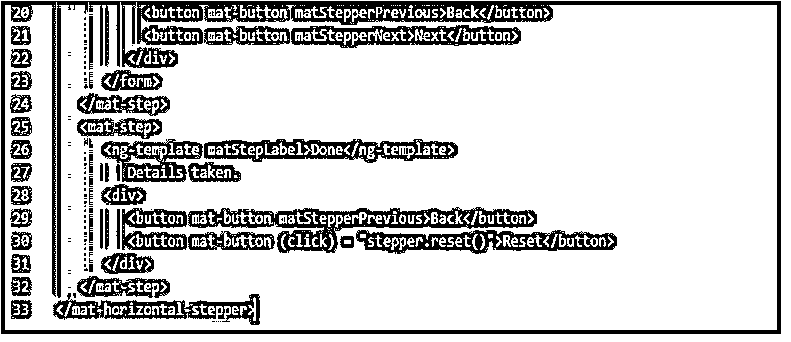 20 <button mat-button matStepperPrevious>Back</button>
21 <button mat-button matStepperNext>Next</button>
22 </div>
23 </form>
24 </mat-step>
25 <mat-step>
26 <ng-template matStepLabel>Done</ng-template>
27 Details taken.
28 <div>
29 <button mat-button matStepperPrevious>Back</button>
30 <button mat-button (click) = "stepper.reset()">Reset</button>
31 </div>
32 </mat-step>
33 </mat-horizontal-stepper>